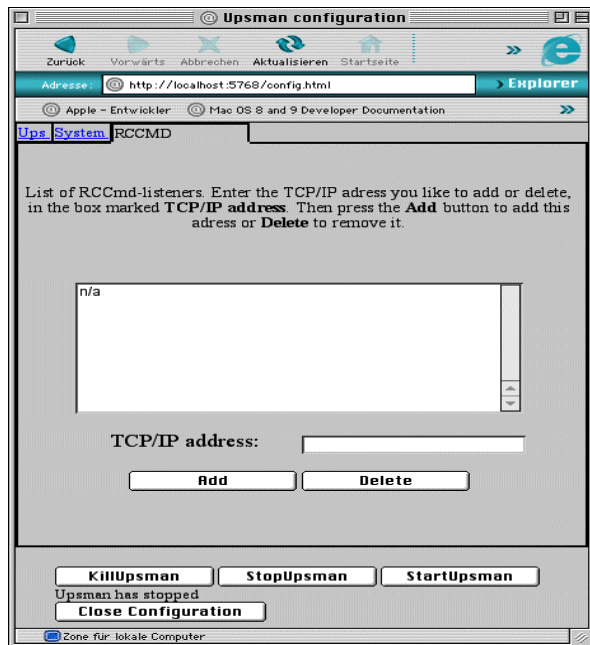 Upsman configuration
Zurück Vorwärts Abbrechen Aktualisieren Startseite »
Adresse: http://localhost:5768/config.html › Explorer
Apple - Entwickler Mac OS 8 and 9 Developer Documentation »
Ups System RCCMD
List of RCCmd-listeners. Enter the TCP/IP adress you like to add or delete,
in the box marked TCP/IP address. Then press the Add button to add this
adress or Delete to remove it.
n/a
TCP/IP address:
Add Delete
KillUpsman StopUpsman StartUpsman
Upsman has stopped
Close Configuration
Zone für lokale Computer